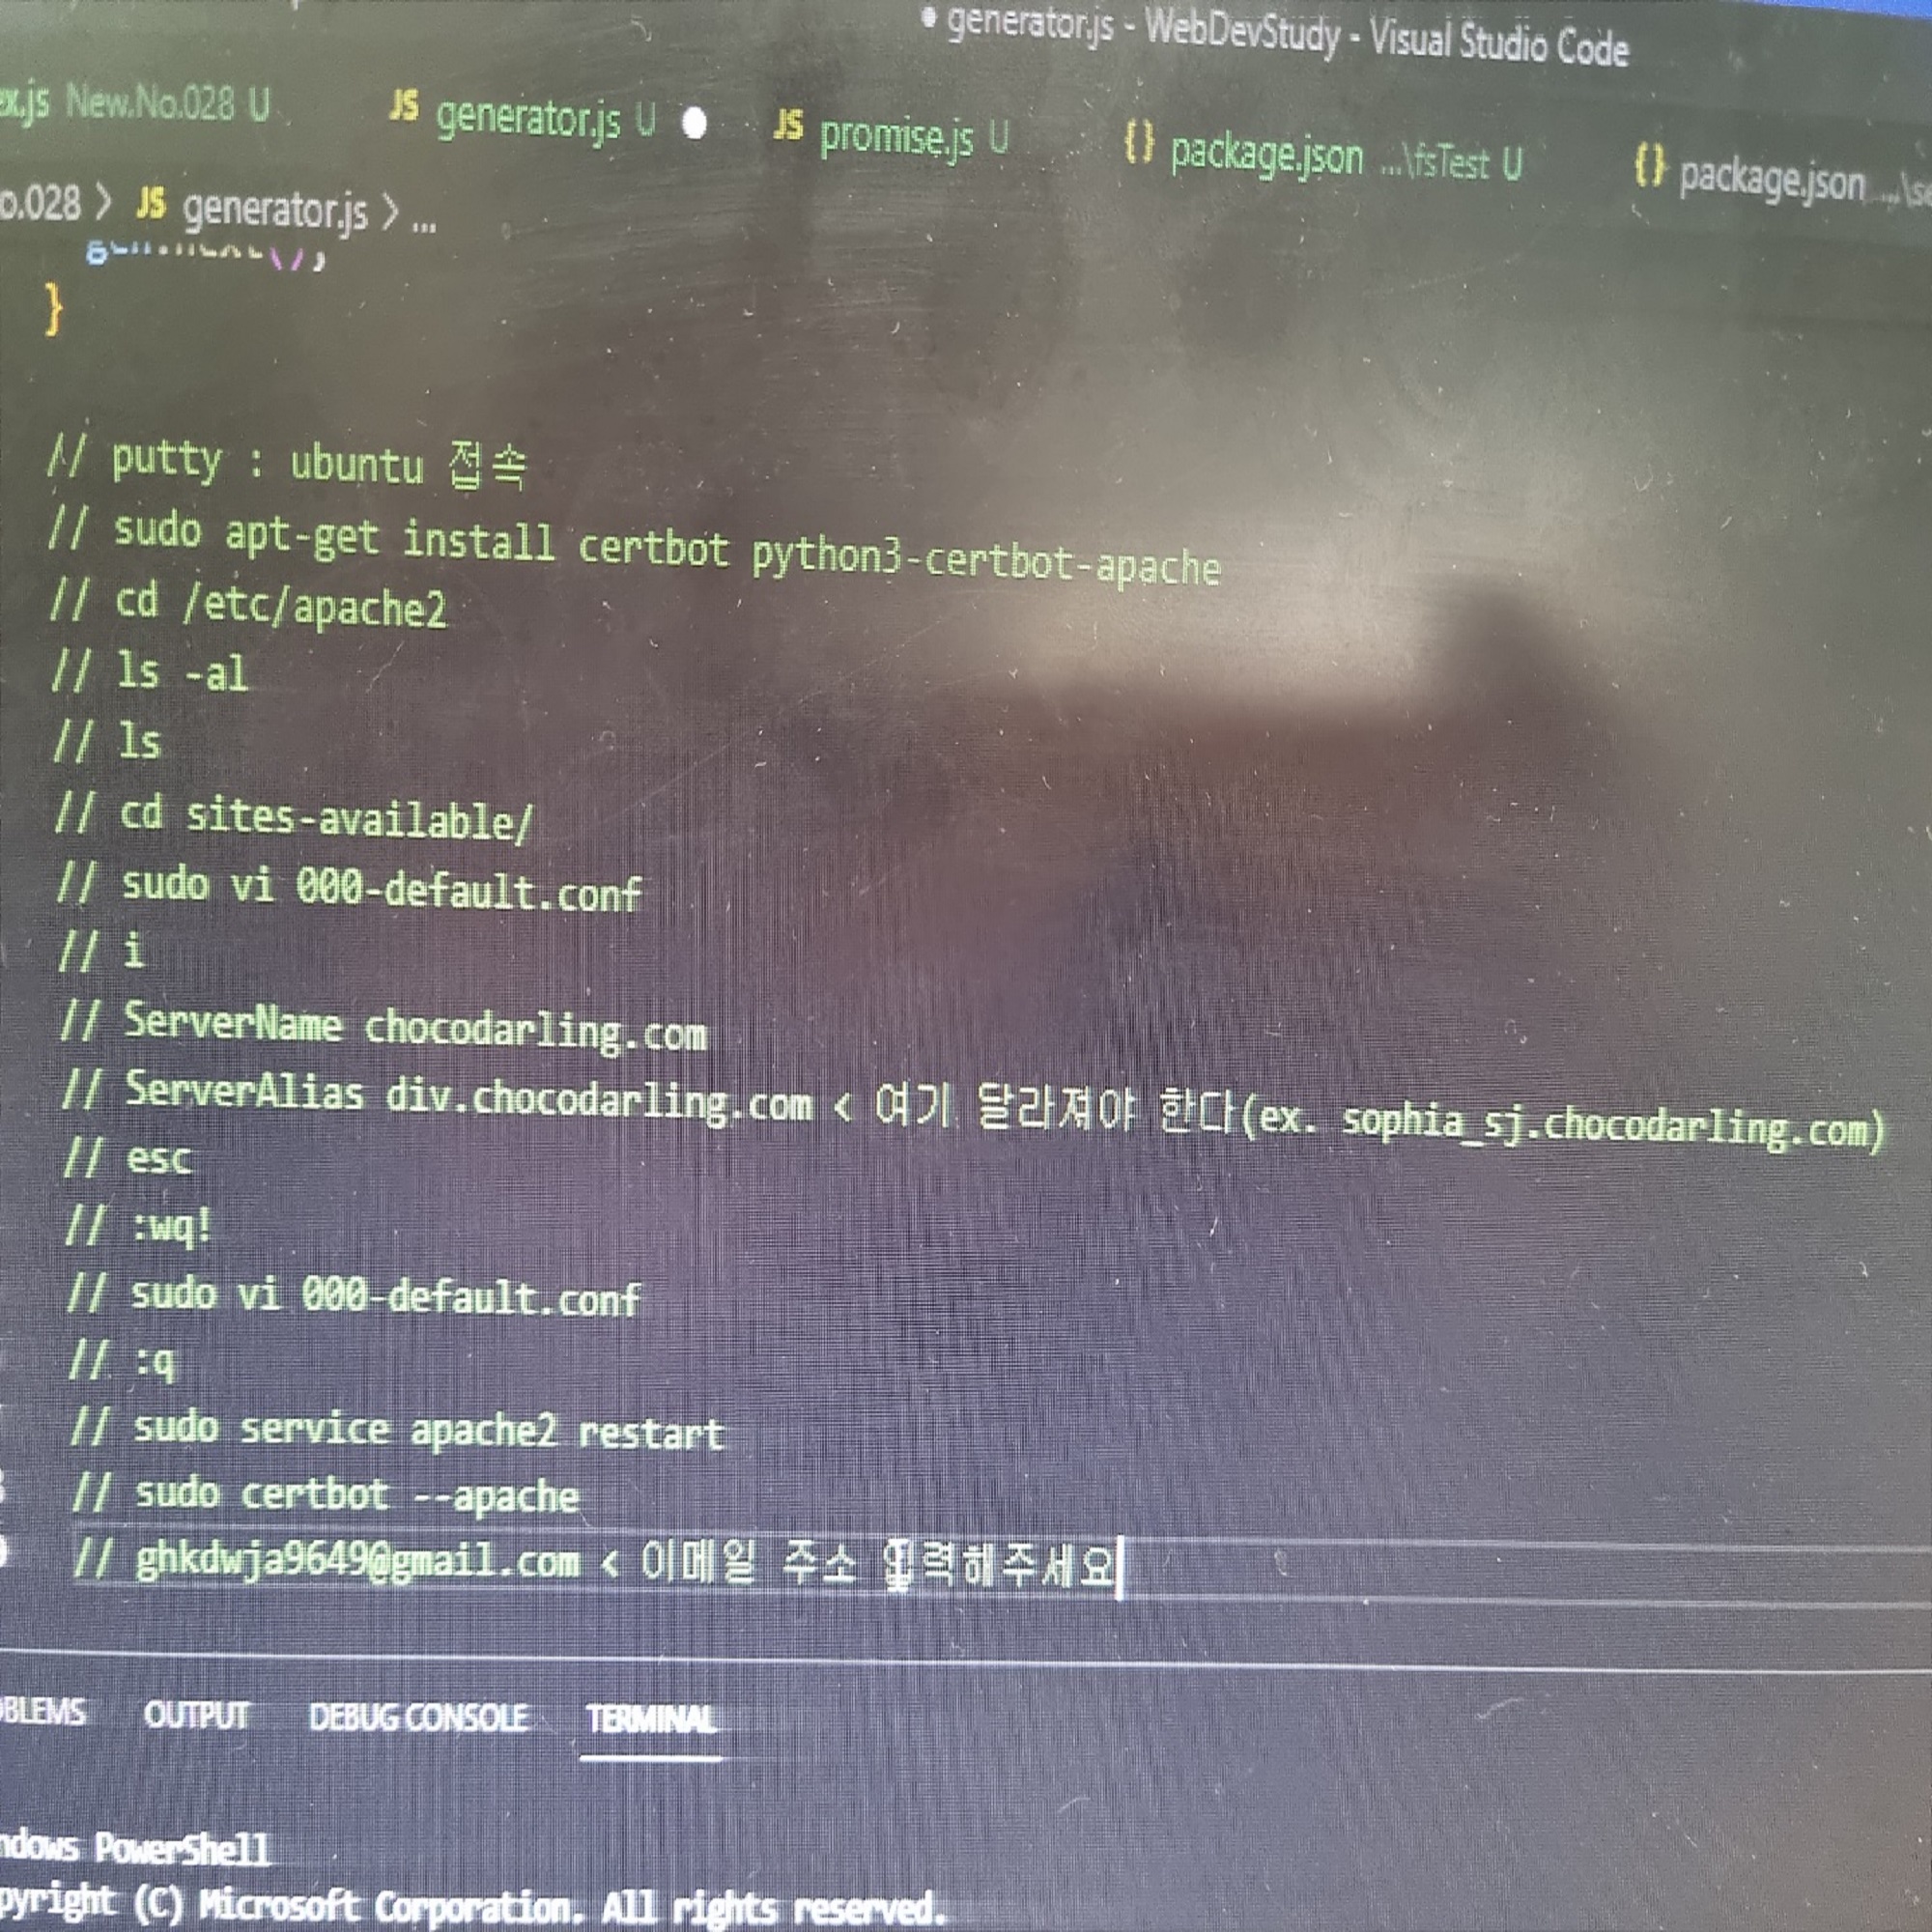 ● generator.js - WebDevStudy - Visual Studio Code
ex.js New.No.028 U JS generator.js U ● JS promise.js U {} package.json ...\fsTest U {} package.json
o.028 > JS generator.js > ...
}
// putty : ubuntu 접속
// sudo apt-get install certbot python3-certbot-apache
// cd /etc/apache2
// ls -al
// ls
// cd sites-available/
// sudo vi 000-default.conf
// i
// ServerName chocodarling.com
// ServerAlias div.chocodarling.com < 여기 달라져야 한다(ex. sophia_sj.chocodarling.com)
// esc
// :wq!
// sudo vi 000-default.conf
// :q
// sudo service apache2 restart
// sudo certbot --apache
// ghkdwja9649@gmail.com < 이메일 주소 입력해주세요
OBLEMS OUTPUT DEBUG CONSOLE TERMINAL
ndows PowerShell
pyright (C) Microsoft Corporation. All rights reserved.